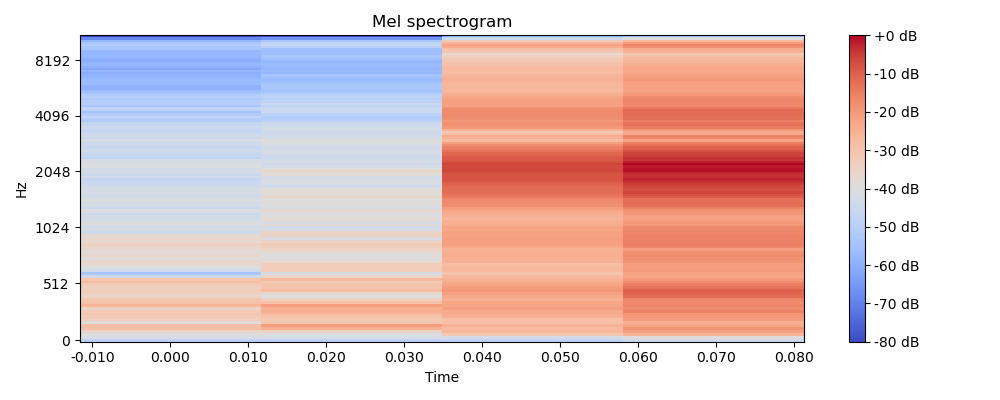 Mel spectrogram
Hz
8192
4096
2048
1024
512
0
-0.010 0.000 0.010 0.020 0.030 0.040 0.050 0.060 0.070 0.080
Time
+0 dB
-10 dB
-20 dB
-30 dB
-40 dB
-50 dB
-60 dB
-70 dB
-80 dB